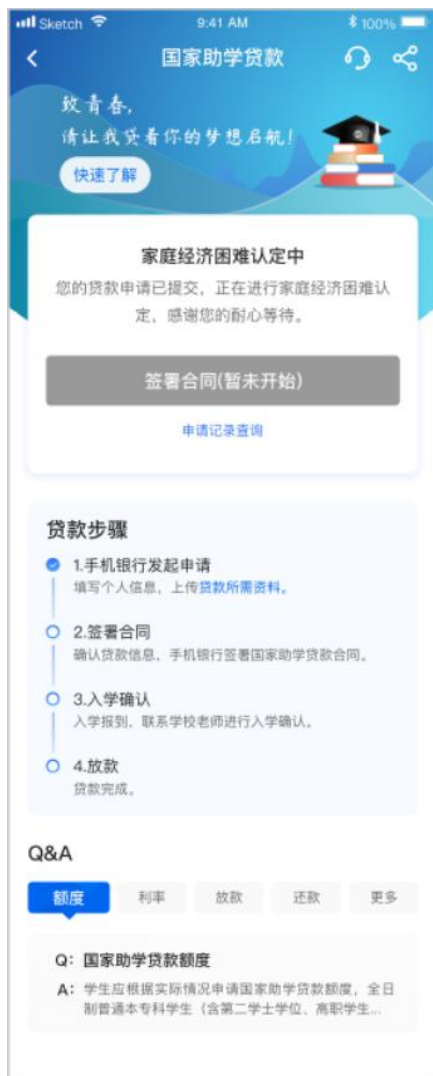 Sketch 9:41 AM 100%
国家助学贷款
致青春，
请让我贷着你的梦想启航！
快速了解
家庭经济困难认定中
您的贷款申请已提交，正在进行家庭经济困难认
定，感谢您的耐心等待。
签署合同(暂未开始)
申请记录查询
贷款步骤
1.手机银行发起申请
填写个人信息，上传贷款所需资料。
2.签署合同
确认贷款信息，手机银行签署国家助学贷款合同。
3.入学确认
入学报到，联系学校老师进行入学确认。
4.放款
贷款完成。
Q&A
额度 利率 放款 还款 更多
Q：国家助学贷款额度
A：学生应根据实际情况申请国家助学贷款额度，全日
制普通本专科学生（含第二学士学位、高职学生...